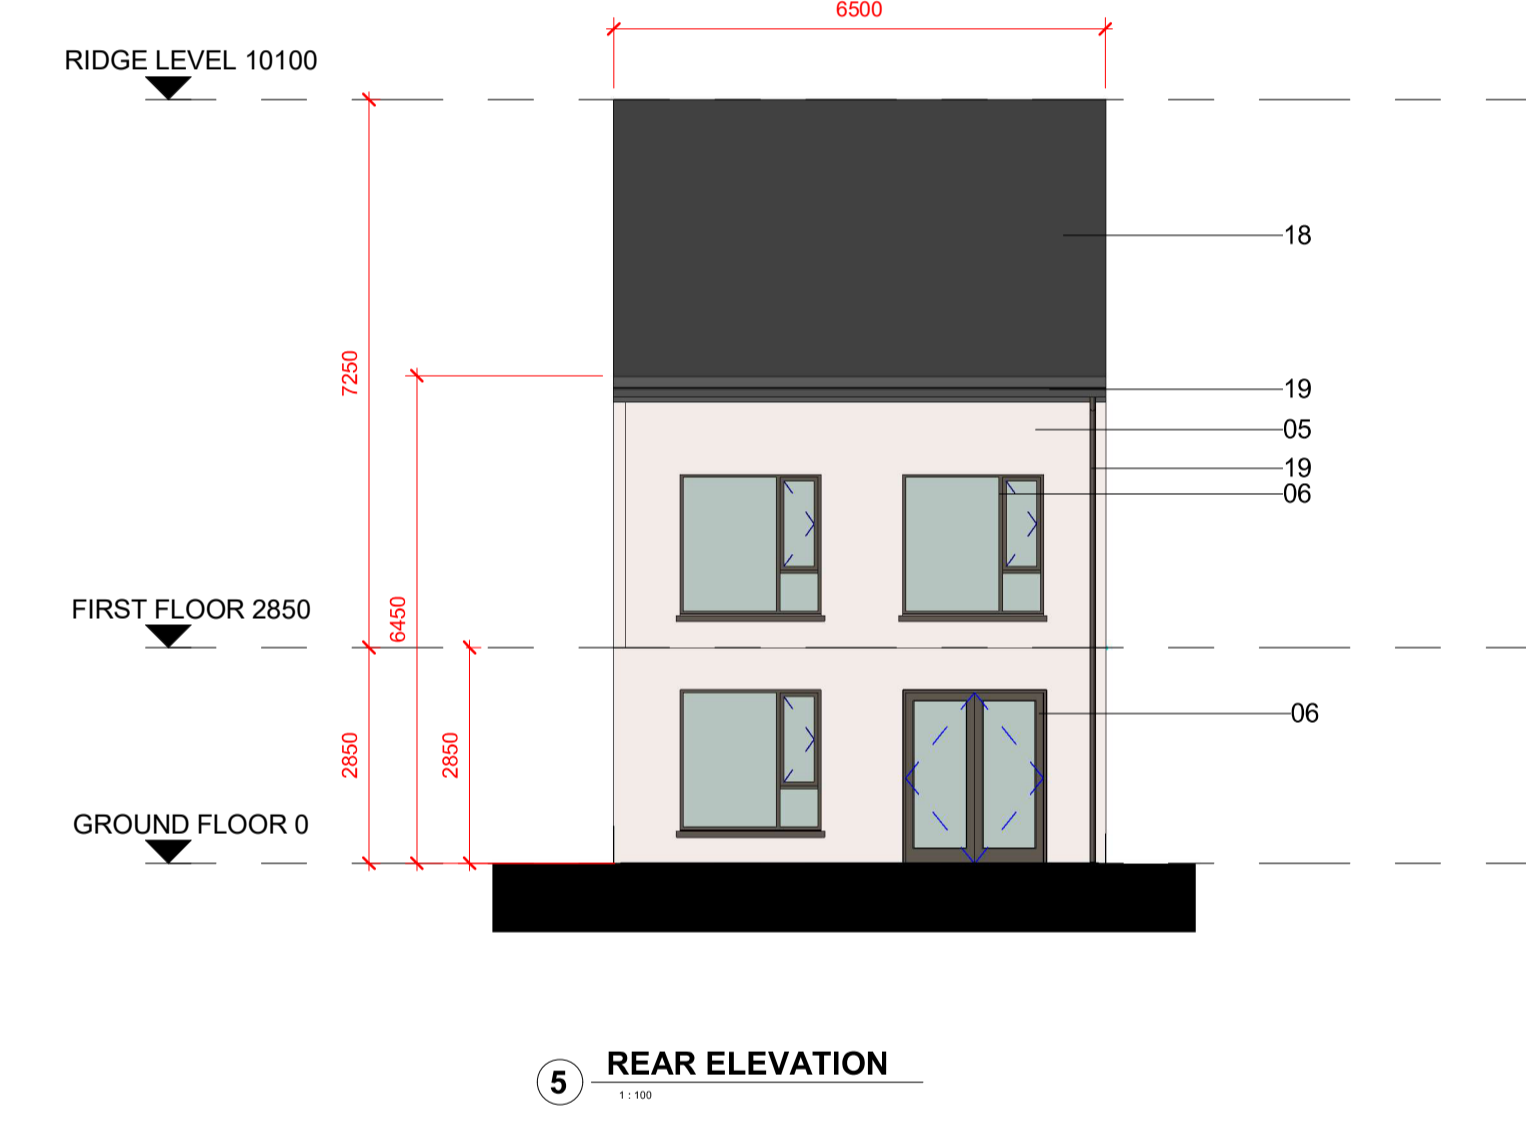 6500
RIDGE LEVEL 10100
18
7250
19
05
19
06
FIRST FLOOR 2850
6450
06
2850
2850
GROUND FLOOR 0
5
REAR ELEVATION
1 : 100